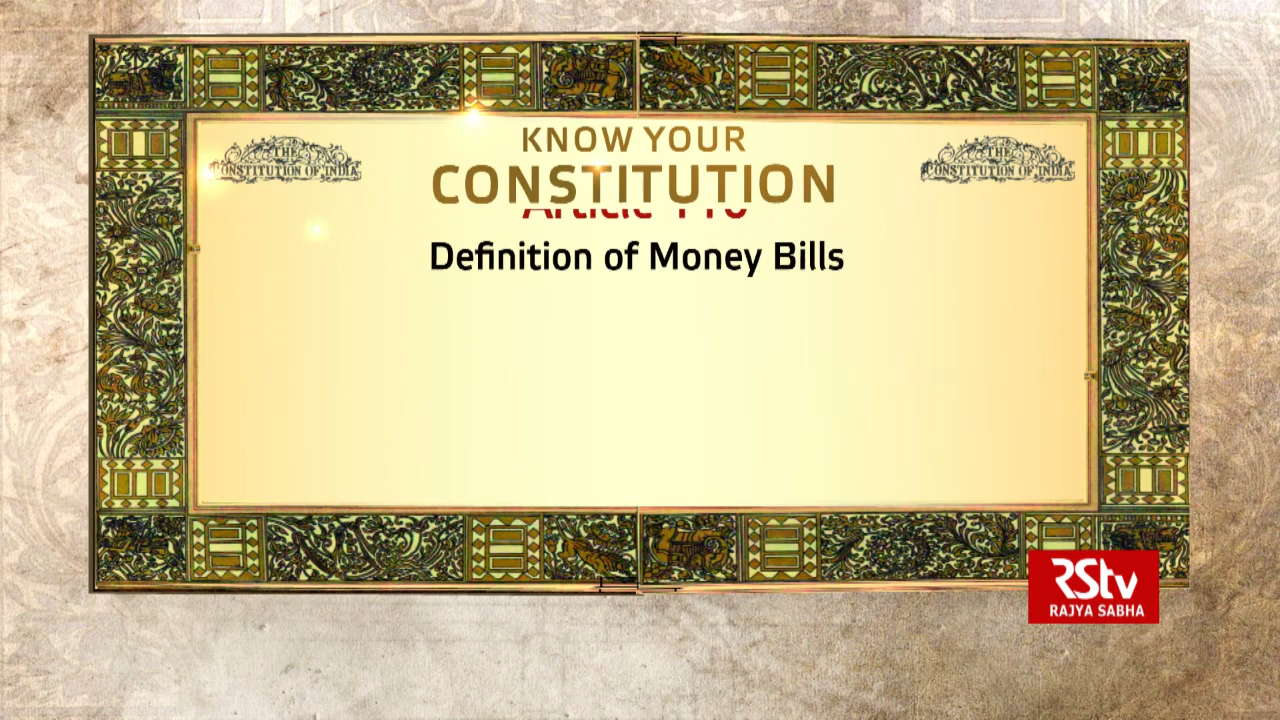 THE
CONSTITUTION OF INDIA
KNOW YOUR
CONSTITUTION
THE
CONSTITUTION OF INDIA
Definition of Money Bills
RStv
RAJYA SABHA